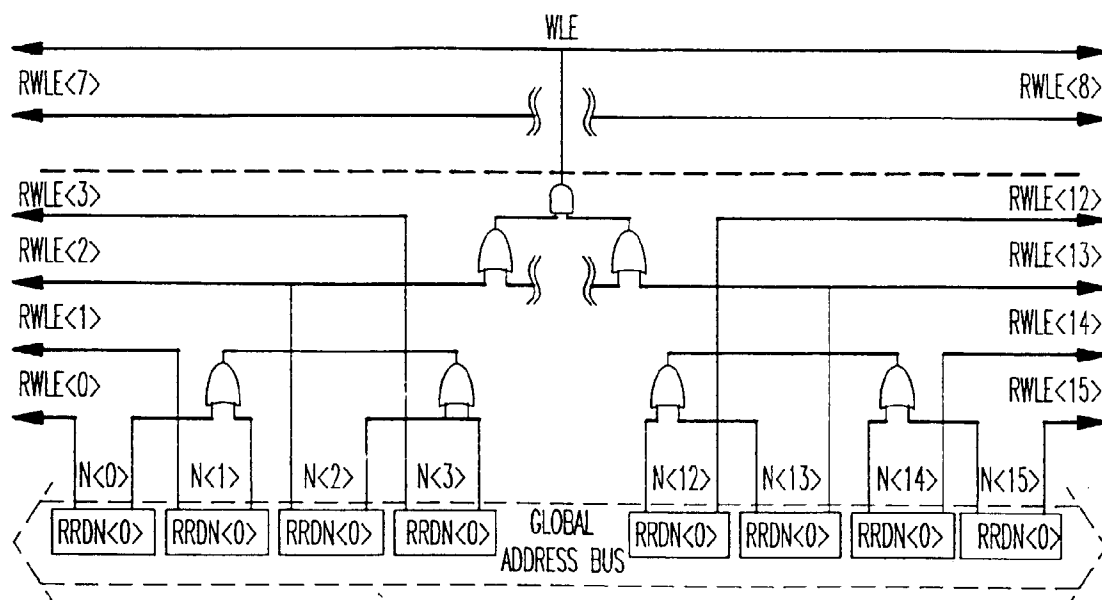 WLE
RWLE<7>
RWLE<8>
RWLE<3>
RWLE<12>
RWLE<2>
RWLE<13>
RWLE<1>
RWLE<14>
RWLE<0>
RWLE<15>
N<0> N<1> N<2> N<3> N<12> N<13> N<14> N<15>
RRDN<0> RRDN<0> RRDN<0> RRDN<0> GLOBAL RRDN<0> RRDN<0> RRDN<0> RRDN<0>
ADDRESS BUS